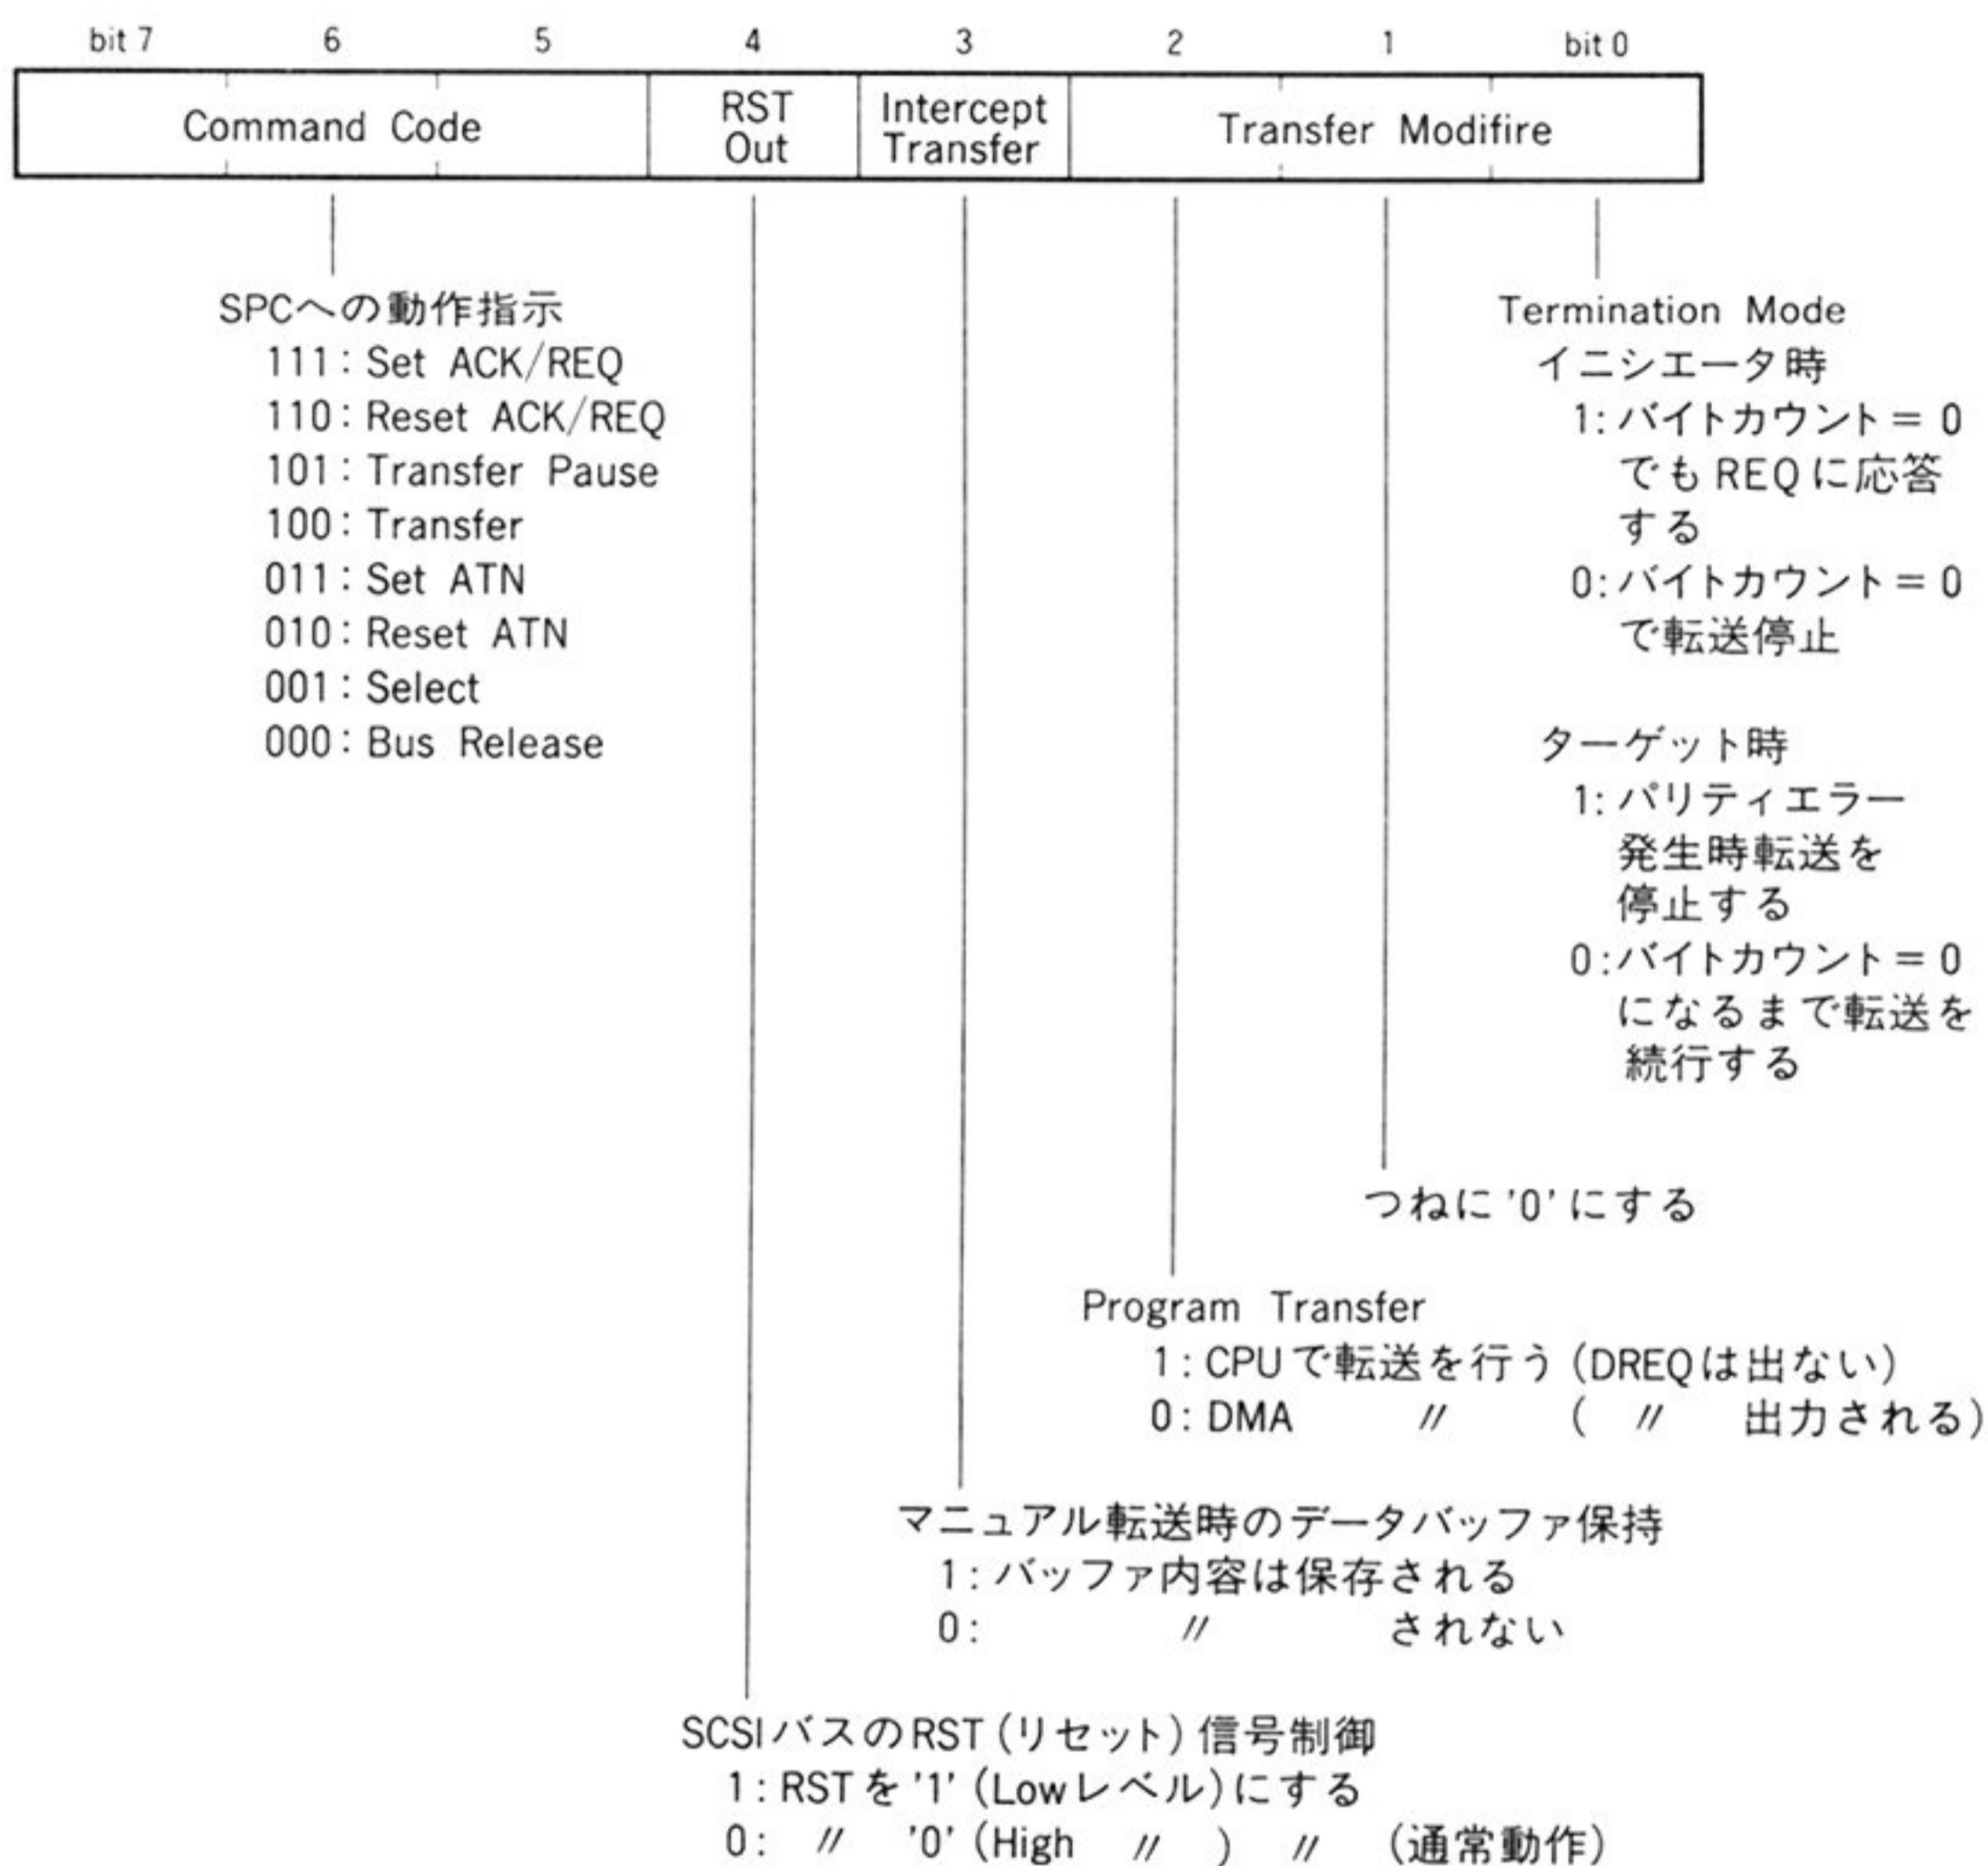 bit 7 6 5 4 3 2 1 bit 0
Command Code
RST
Out
Intercept
Transfer
Transfer Modifire
SPCへの動作指示
111：Set ACK/REQ
110：Reset ACK/REQ
101：Transfer Pause
100：Transfer
011：Set ATN
010：Reset ATN
001：Select
000：Bus Release
Termination Mode
イニシエータ時
1：バイトカウント＝0
でもREQに応答
する
0：バイトカウント＝0
で転送停止
ターゲット時
1：パリティエラー
発生時転送を
停止する
0：バイトカウント＝0
になるまで転送を
続行する
つねに'0'にする
Program Transfer
1：CPUで転送を行う（DREQは出ない）
0：DMA 〃 （ 〃 出力される）
マニュアル転送時のデータバッファ保持
1：バッファ内容は保存される
0： 〃 されない
SCSIバスのRST（リセット）信号制御
1：RSTを'1'（Lowレベル）にする
0： 〃 '0'（High 〃 ） 〃 （通常動作）